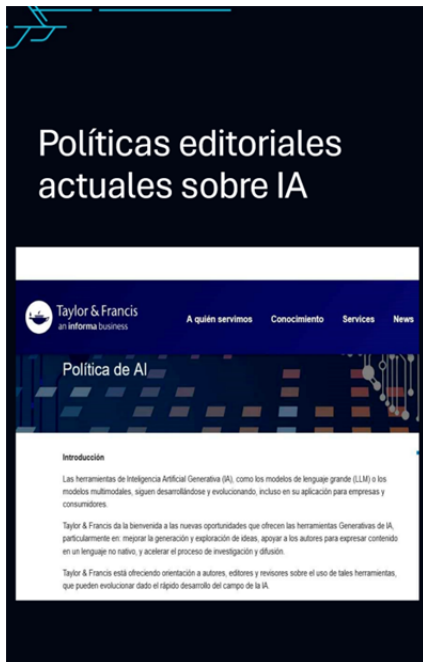 Políticas editoriales
actuales sobre IA
Taylor & Francis
an informa business
A quién servimos
Conocimiento
Services
News
Política de AI
Introducción
Las herramientas de Inteligencia Artificial Generativa (IA), como los modelos de lenguaje grande (LLM) o los
modelos multimodales, siguen desarrollándose y evolucionando, incluso en su aplicación para empresas y
consumidores.
Taylor & Francis da la bienvenida a las nuevas oportunidades que ofrecen las herramientas Generativas de IA,
particularmente en: mejorar la generación y exploración de ideas, apoyar a los autores para expresar contenido
en un lenguaje no nativo, y acelerar el proceso de investigación y difusión.
Taylor & Francis está ofreciendo orientación a autores, editores y revisores sobre el uso de tales herramientas,
que pueden evolucionar dado el rápido desarrollo del campo de la IA.